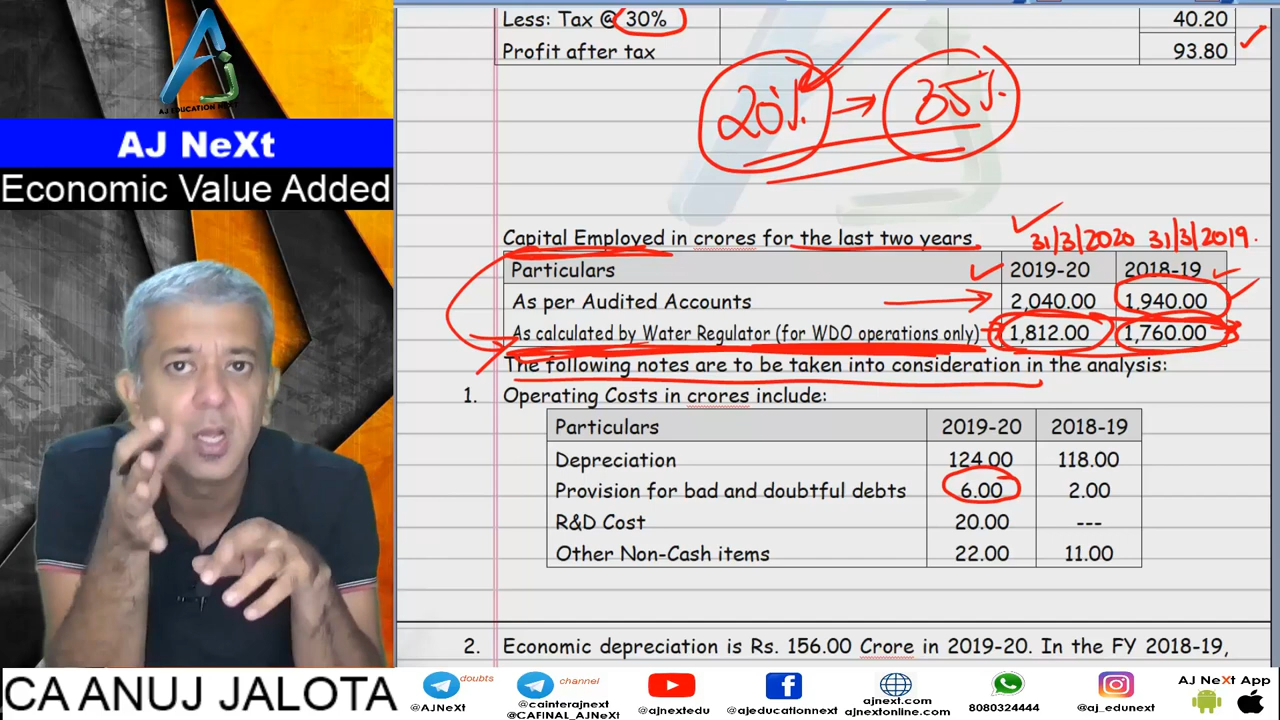 Less: Tax @ 30% 40.20
Profit after tax 93.80
20% → 35%
AJ EDUCATION NEXT
AJ NeXt
Economic Value Added
Capital Employed in crores for the last two years.
31/3/2020 31/3/2019.
Particulars 2019-20 2018-19
As per Audited Accounts 2,040.00 1,940.00
As calculated by Water Regulator (for WDO operations only) 1,812.00 1,760.00
The following notes are to be taken into consideration in the analysis:
1. Operating Costs in crores include:
Particulars 2019-20 2018-19
Depreciation 124.00 118.00
Provision for bad and doubtful debts 6.00 2.00
R&D Cost 20.00 ---
Other Non-Cash items 22.00 11.00
2. Economic depreciation is Rs. 156.00 Crore in 2019-20. In the FY 2018-19,
CA ANUJ JALOTA
doubts
@AJNeXt
channel
@cainterajnext
@CAFINAL_AJNeXt
@ajnextedu
@ajeducationnext
ajnext.com
ajnextonline.com
8080324444
@aj_edunext
AJ NeXt App